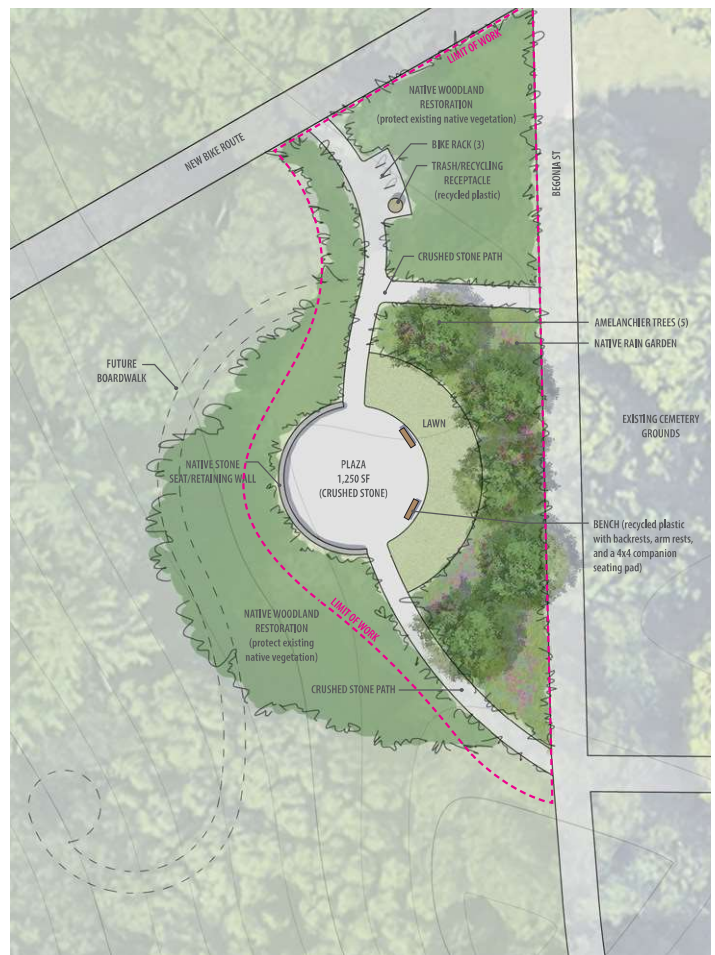 LIMIT OF WORK
NATIVE WOODLAND
RESTORATION
(protect existing native vegetation)
NEW BIKE ROUTE
BIKE RACK (3)
TRASH/RECYCLING
RECEPTACLE
(recycled plastic)
BEGONIA ST
CRUSHED STONE PATH
AMELANCHIER TREES (5)
NATIVE RAIN GARDEN
FUTURE
BOARDWALK
LAWN
EXISTING CEMETERY
GROUNDS
NATIVE STONE
SEAT/RETAINING WALL
PLAZA
1,250 SF
(CRUSHED STONE)
BENCH (recycled plastic
with backrests, arm rests,
and a 4x4 companion
seating pad)
NATIVE WOODLAND
RESTORATION
(protect existing
native vegetation)
LIMIT OF WORK
CRUSHED STONE PATH